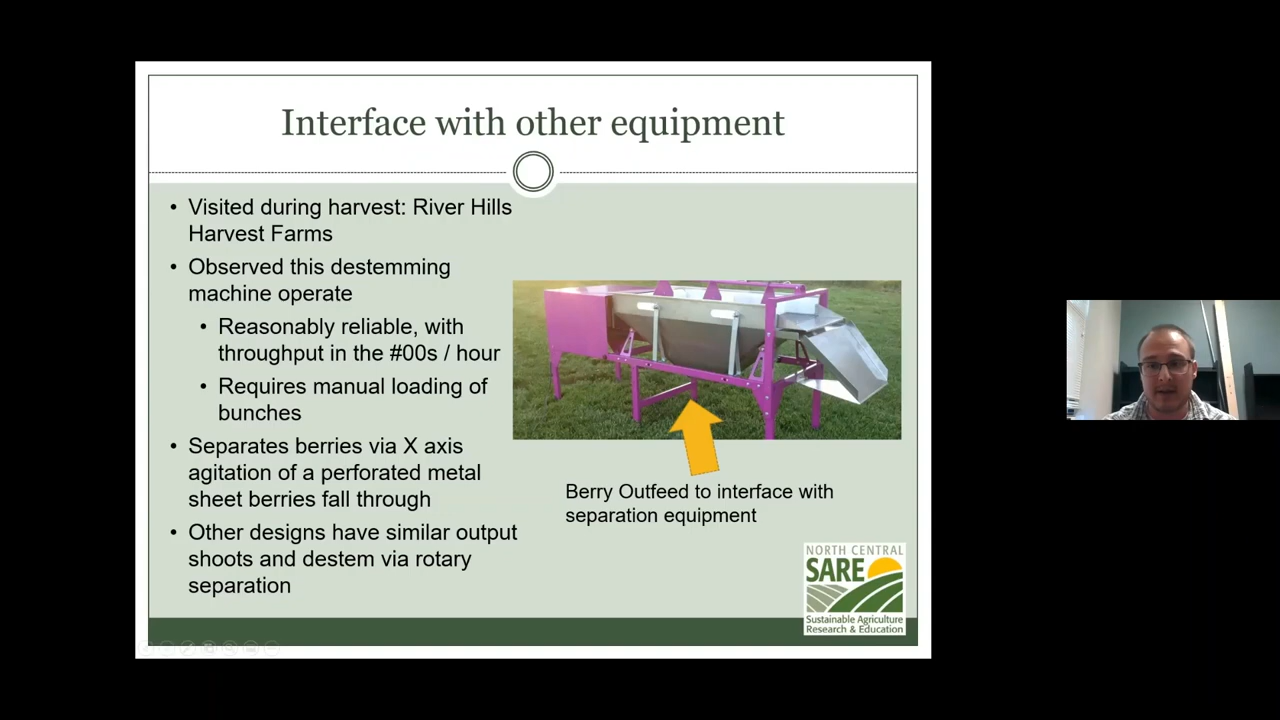 Interface with other equipment
• Visited during harvest: River Hills
Harvest Farms
• Observed this destemming
machine operate
• Reasonably reliable, with
throughput in the #00s / hour
• Requires manual loading of
bunches
• Separates berries via X axis
agitation of a perforated metal
sheet berries fall through
• Other designs have similar output
shoots and destem via rotary
separation
Berry Outfeed to interface with
separation equipment
NORTH CENTRAL
SARE
Sustainable Agriculture
Research & Education